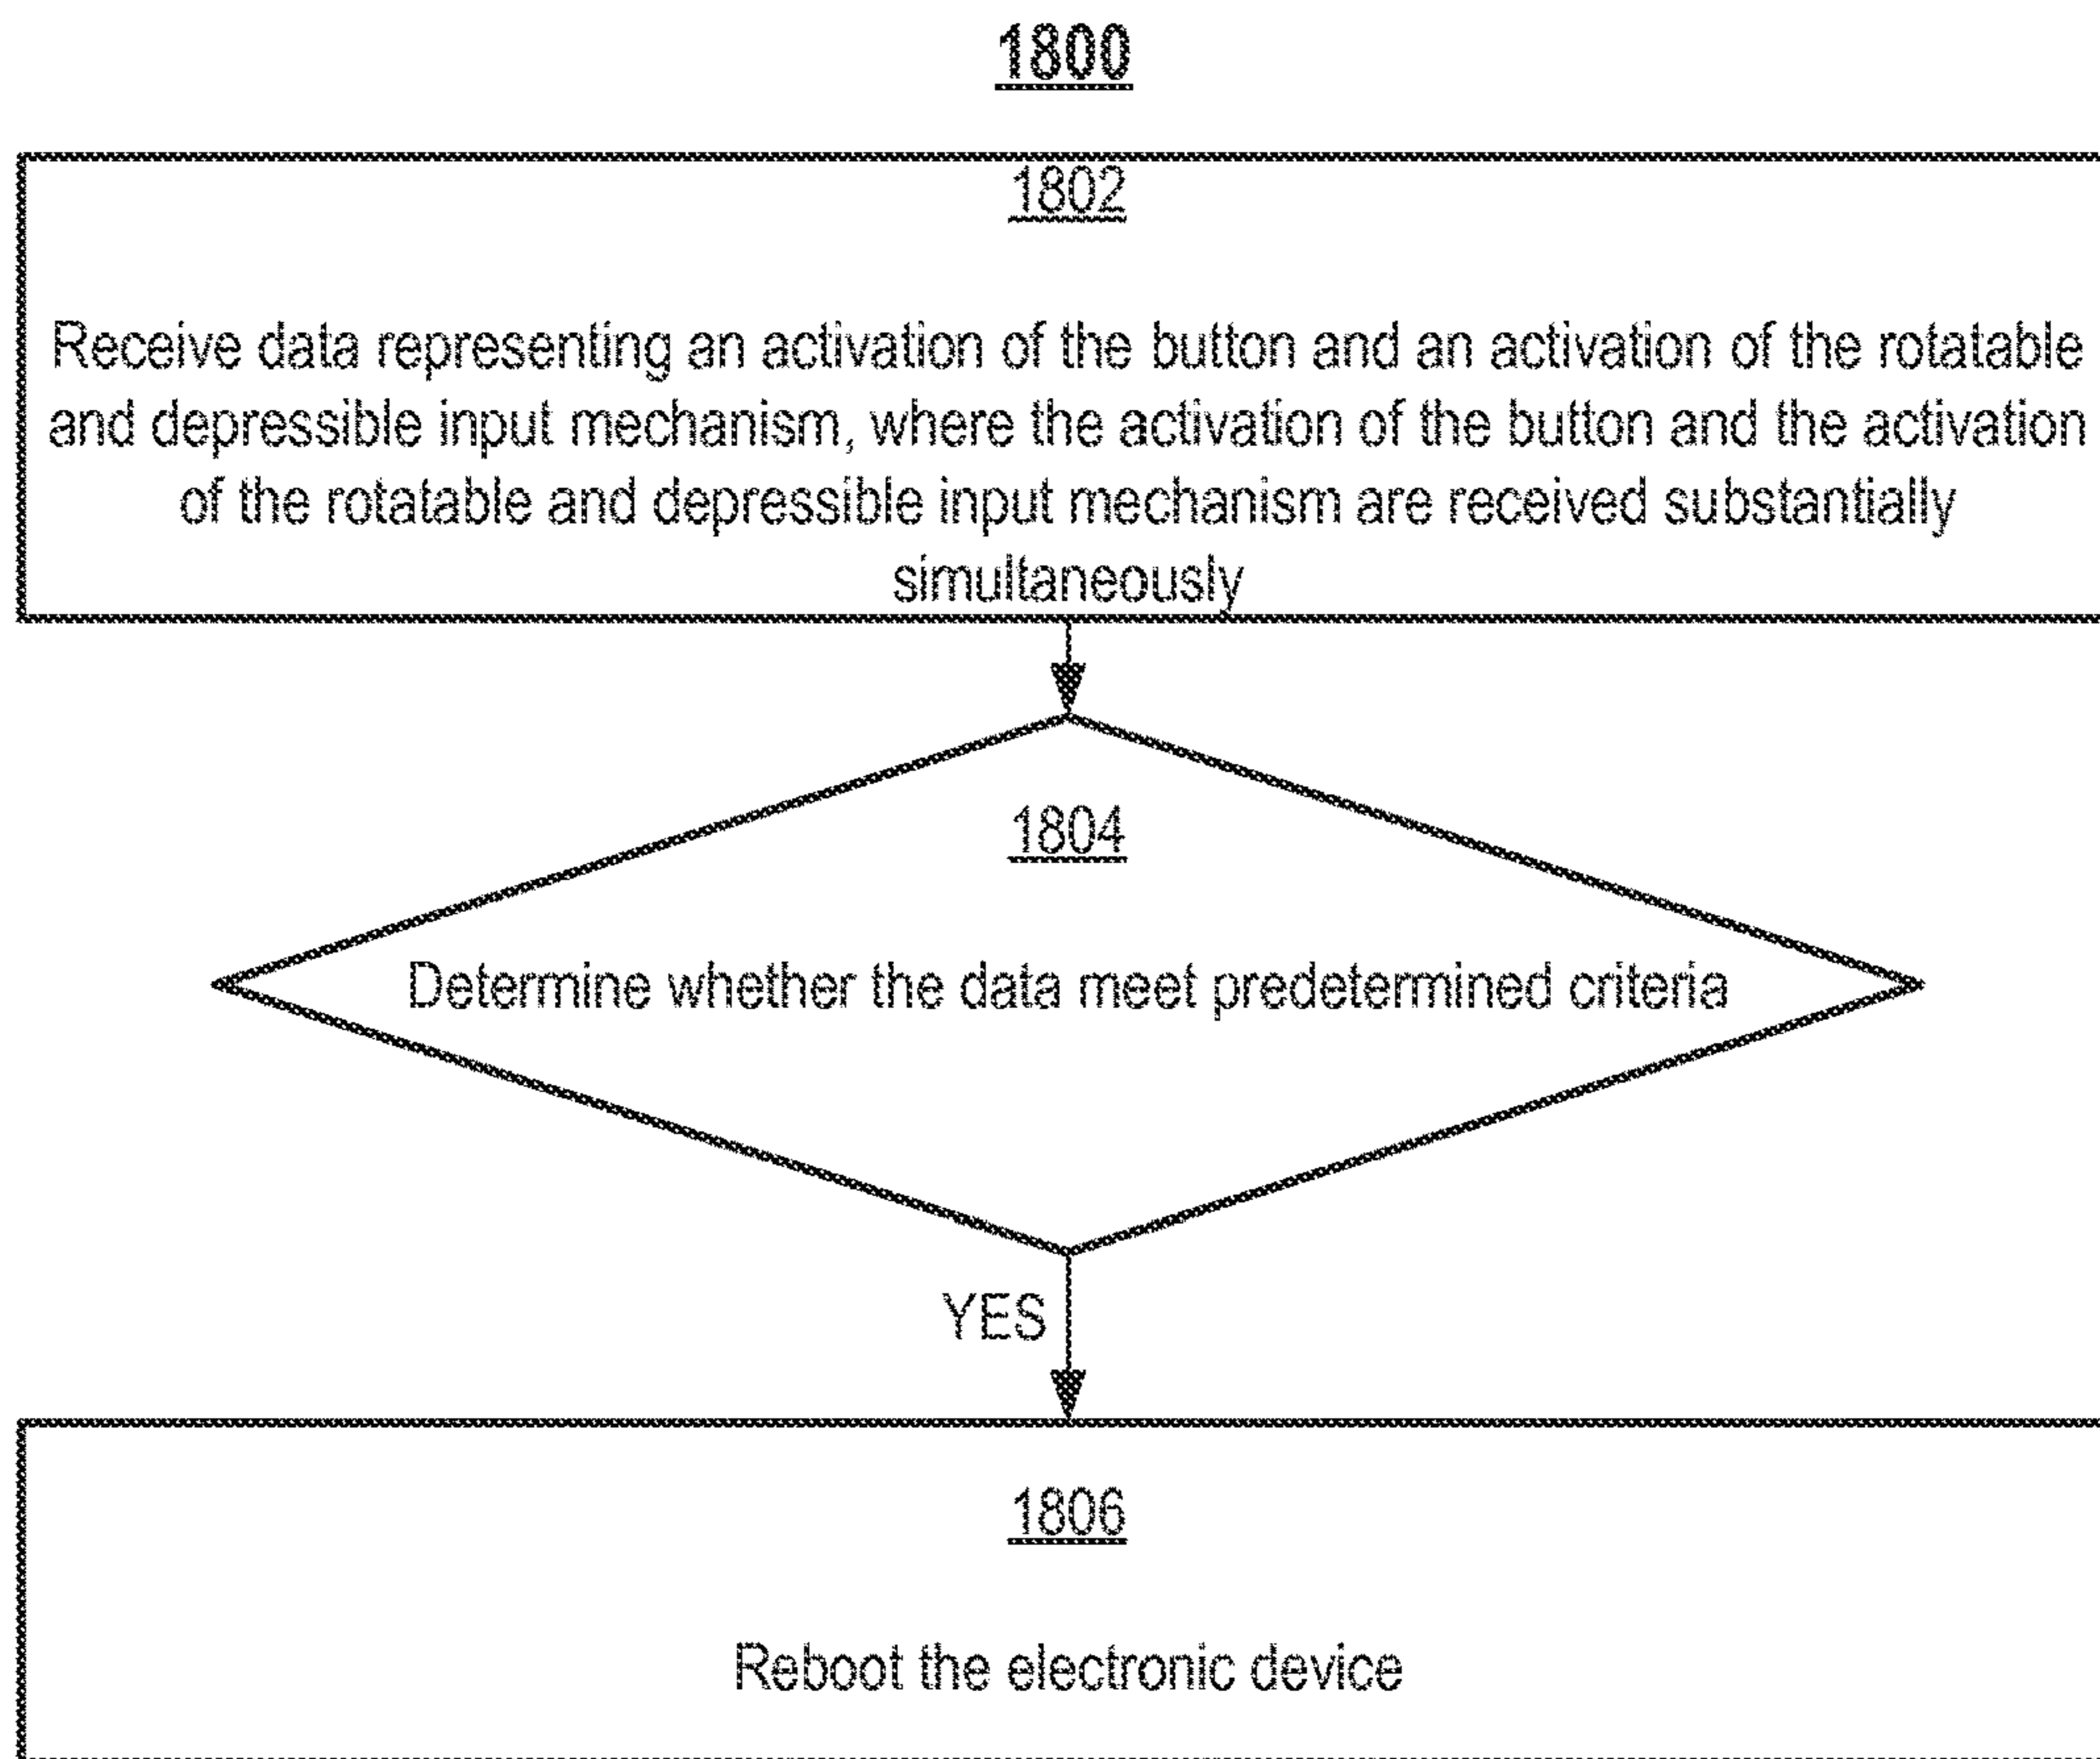 1800
1802
Receive data representing an activation of the button and an activation of the rotatable
and depressible input mechanism, where the activation of the button and the activation
of the rotatable and depressible input mechanism are received substantially
simultaneously
1804
Determine whether the data meet predetermined criteria
YES
1806
Reboot the electronic device